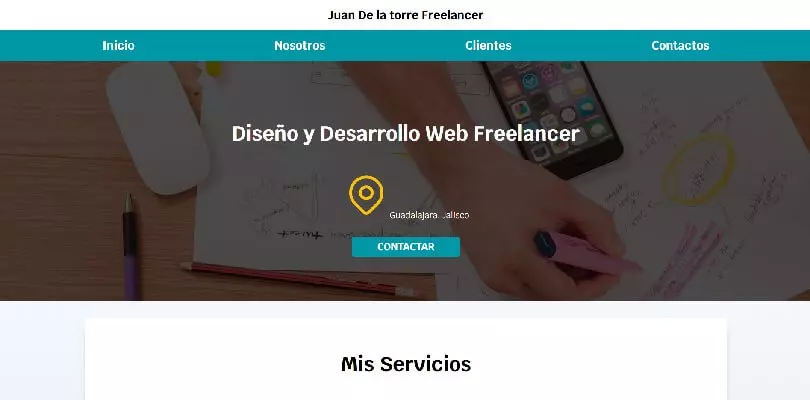 Juan De la torre Freelancer
Inicio Nosotros Clientes Contactos
Diseño y Desarrollo Web Freelancer
Guadalajara, Jalisco
CONTACTAR
Mis Servicios